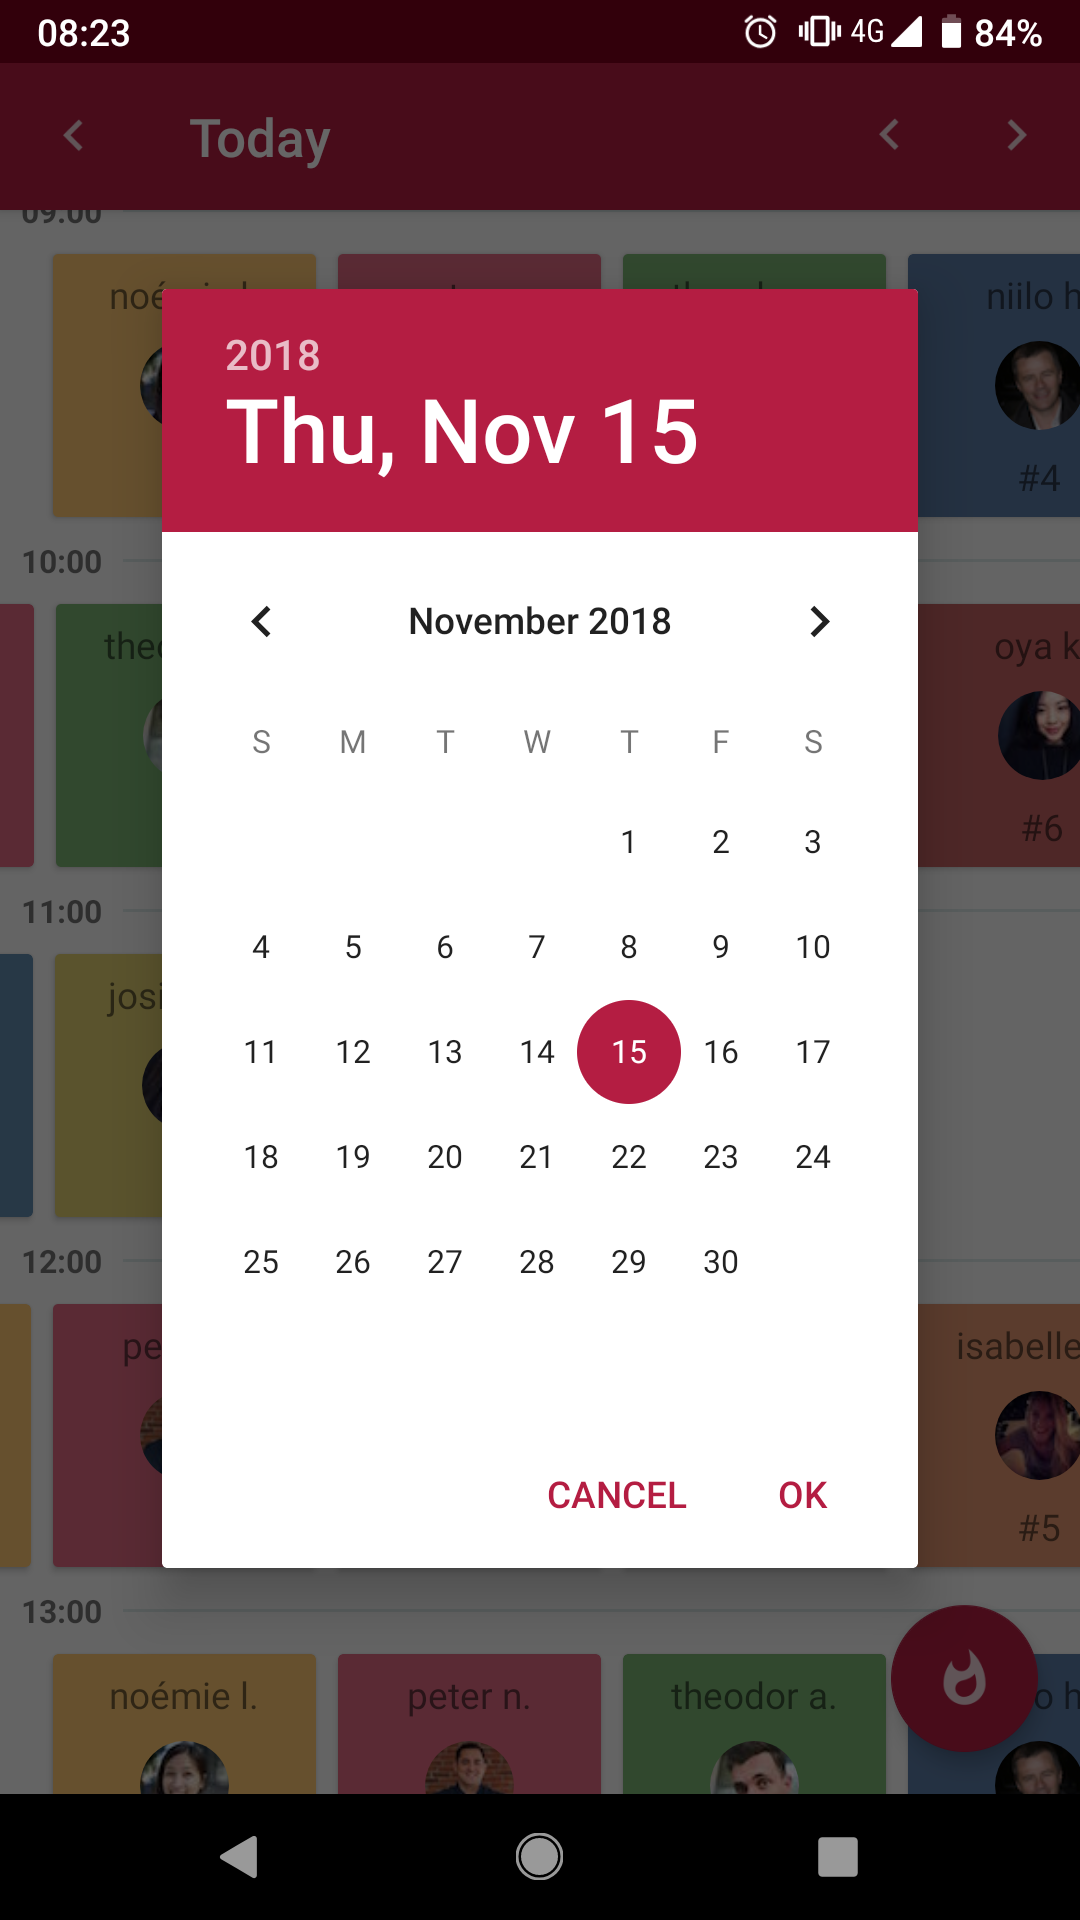 08:23 4G 84%
Today
09:00
niilo h
#4
2018
Thu, Nov 15
10:00
November 2018
theo
oya k
#6
S M T W T F S
1 2 3
11:00
4 5 6 7 8 9 10
josi
11 12 13 14 15 16 17
18 19 20 21 22 23 24
12:00
25 26 27 28 29 30
pe
isabelle
CANCEL OK
#5
13:00
noémie l. peter n. theodor a. o h